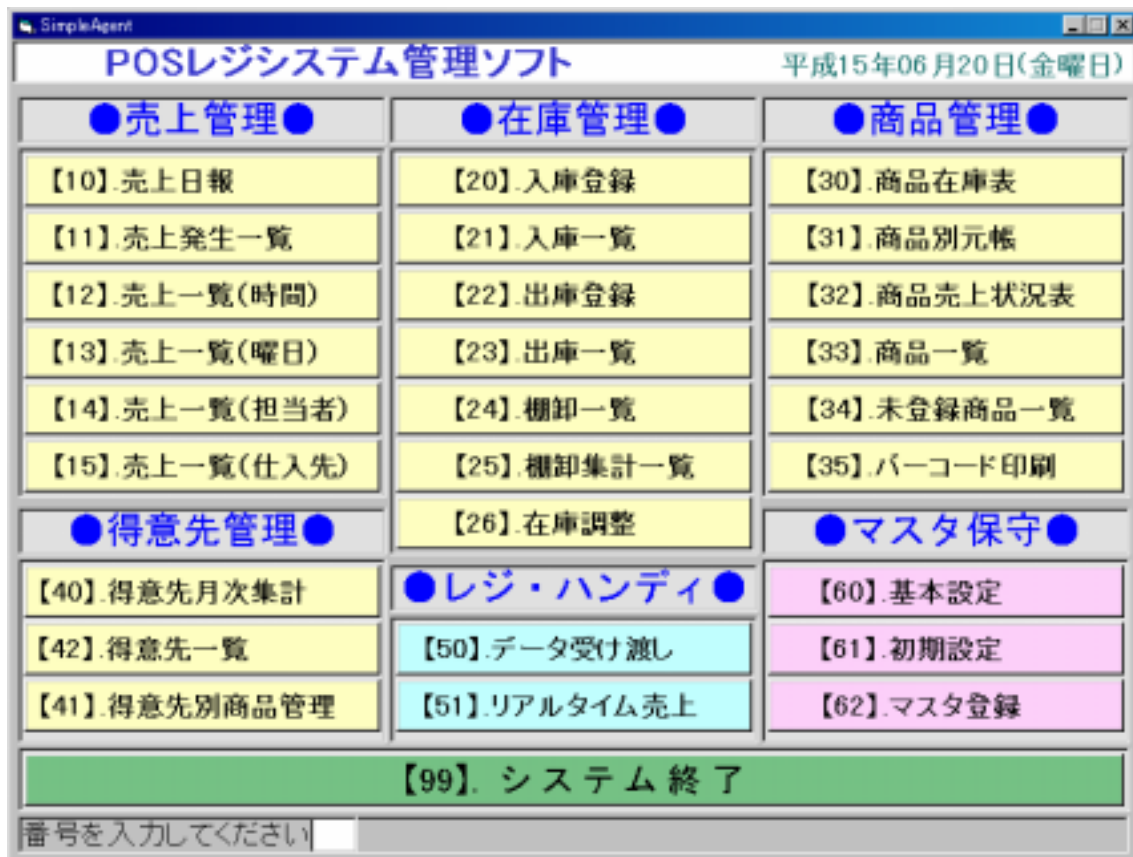 SimpleAgent
POSレジシステム管理ソフト
平成15年06月20日(金曜日)
●売上管理●
【10】.売上日報
【11】.売上発生一覧
【12】.売上一覧(時間)
【13】.売上一覧(曜日)
【14】.売上一覧(担当者)
【15】.売上一覧(仕入先)
●得意先管理●
【40】.得意先月次集計
【42】.得意先一覧
【41】.得意先別商品管理
●在庫管理●
【20】.入庫登録
【21】.入庫一覧
【22】.出庫登録
【23】.出庫一覧
【24】.棚卸一覧
【25】.棚卸集計一覧
【26】.在庫調整
●レジ・ハンディ●
【50】.データ受け渡し
【51】.リアルタイム売上
●商品管理●
【30】.商品在庫表
【31】.商品別元帳
【32】.商品売上状況表
【33】.商品一覧
【34】.未登録商品一覧
【35】.バーコード印刷
●マスタ保守●
【60】.基本設定
【61】.初期設定
【62】.マスタ登録
【99】. システム終了
番号を入力してください